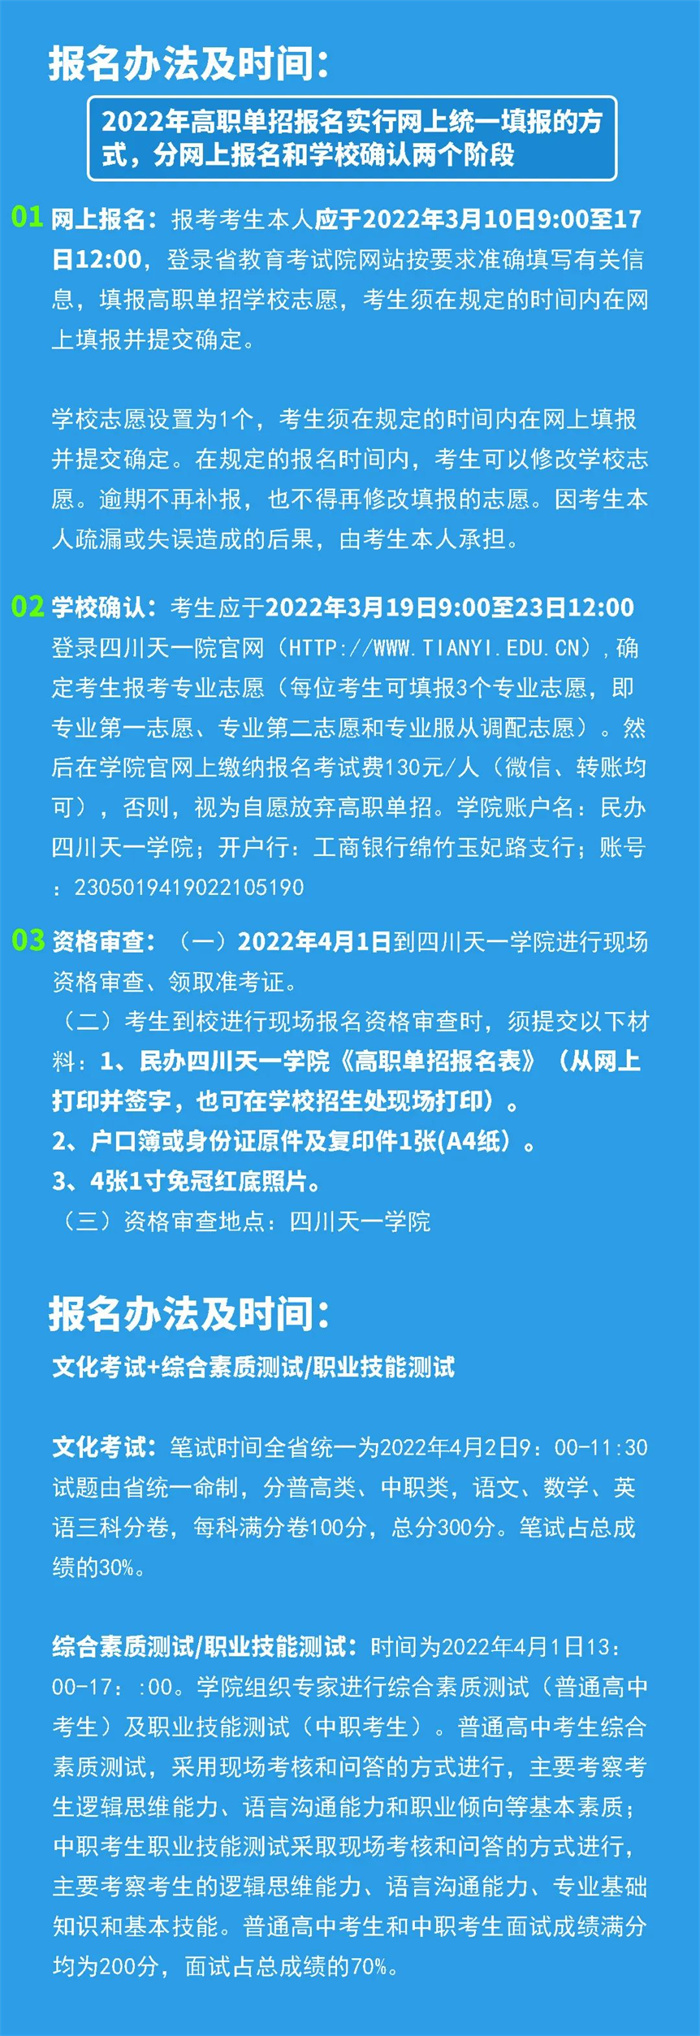 报名办法及时间：
2022年高职单招报名实行网上统一填报的方
式，分网上报名和学校确认两个阶段
01 网上报名：报考考生本人应于2022年3月10日9:00至17
日12:00，登录省教育考试院网站按要求准确填写有关信
息，填报高职单招学校志愿，考生须在规定的时间内在网
上填报并提交确定。
学校志愿设置为1个，考生须在规定的时间内在网上填报
并提交确定。在规定的报名时间内，考生可以修改学校志
愿。逾期不再补报，也不得再修改填报的志愿。因考生本
人疏漏或失误造成的后果，由考生本人承担。
02 学校确认：考生应于2022年3月19日9:00至23日12:00
登录四川天一院官网（HTTP://WWW.TIANYI.EDU.CN）,确
定考生报考专业志愿（每位考生可填报3个专业志愿，即
专业第一志愿、专业第二志愿和专业服从调配志愿）。然
后在学院官网上缴纳报名考试费130元/人（微信、转账均
可），否则，视为自愿放弃高职单招。学院账户名：民办
四川天一学院；开户行：工商银行绵竹玉妃路支行；账号
：2305019419022105190
03 资格审查：（一）2022年4月1日到四川天一学院进行现场
资格审查、领取准考证。
（二）考生到校进行现场报名资格审查时，须提交以下材
料：1、民办四川天一学院《高职单招报名表》（从网上
打印并签字，也可在学校招生处现场打印）。
2、户口簿或身份证原件及复印件1张(A4纸）。
3、4张1寸免冠红底照片。
（三）资格审查地点：四川天一学院
报名办法及时间：
文化考试+综合素质测试/职业技能测试
文化考试：笔试时间全省统一为2022年4月2日9：00-11:30
试题由省统一命制，分普高类、中职类，语文、数学、英
语三科分卷，每科满分卷100分，总分300分。笔试占总成
绩的30%。
综合素质测试/职业技能测试：时间为2022年4月1日13：
00-17：:00。学院组织专家进行综合素质测试（普通高中
考生）及职业技能测试（中职考生）。普通高中考生综合
素质测试，采用现场考核和问答的方式进行，主要考察考
生逻辑思维能力、语言沟通能力和职业倾向等基本素质；
中职考生职业技能测试采取现场考核和问答的方式进行，
主要考察考生的逻辑思维能力、语言沟通能力、专业基础
知识和基本技能。普通高中考生和中职考生面试成绩满分
均为200分，面试占总成绩的70%。